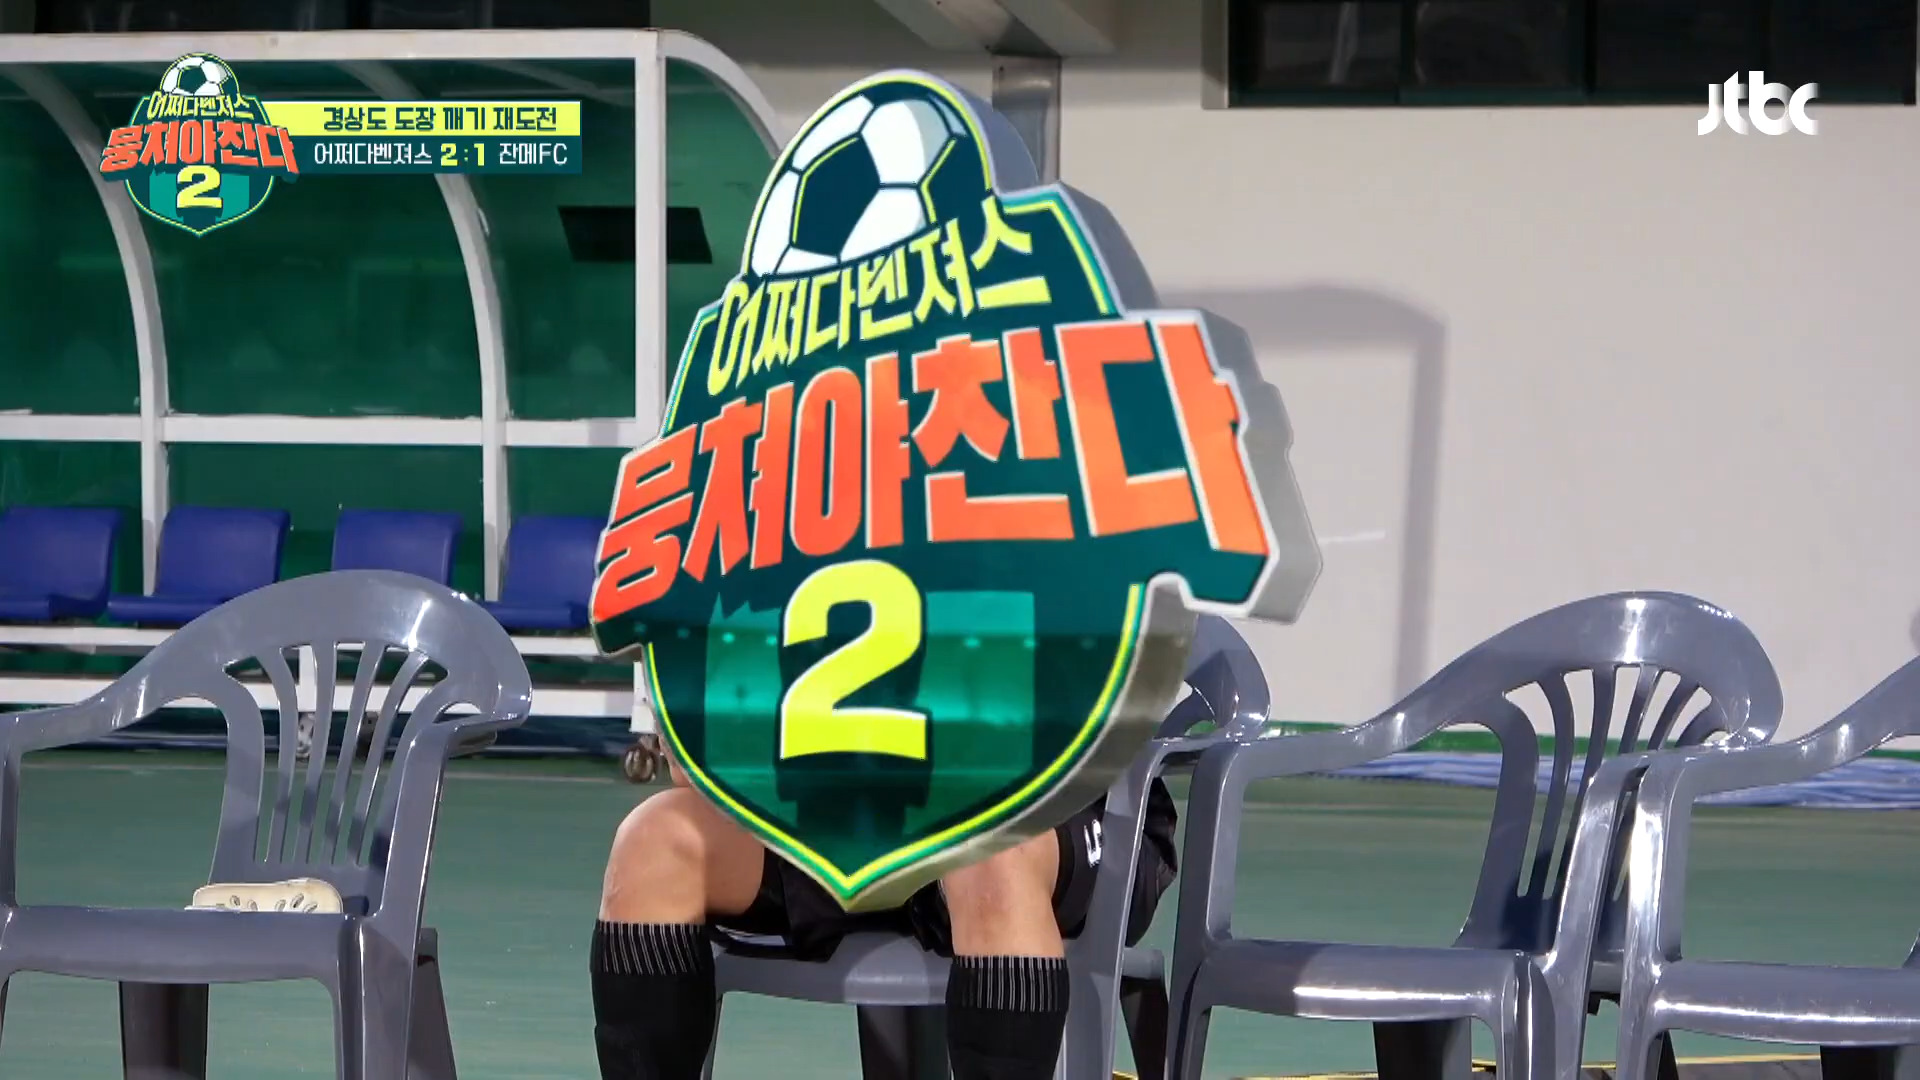 어쩌다벤져스
뭉쳐야찬다
2
경상도 도장 깨기 재도전
어쩌다벤져스 2:1 잔메FC
jtbc
어쩌다벤져스
뭉쳐야찬다
2